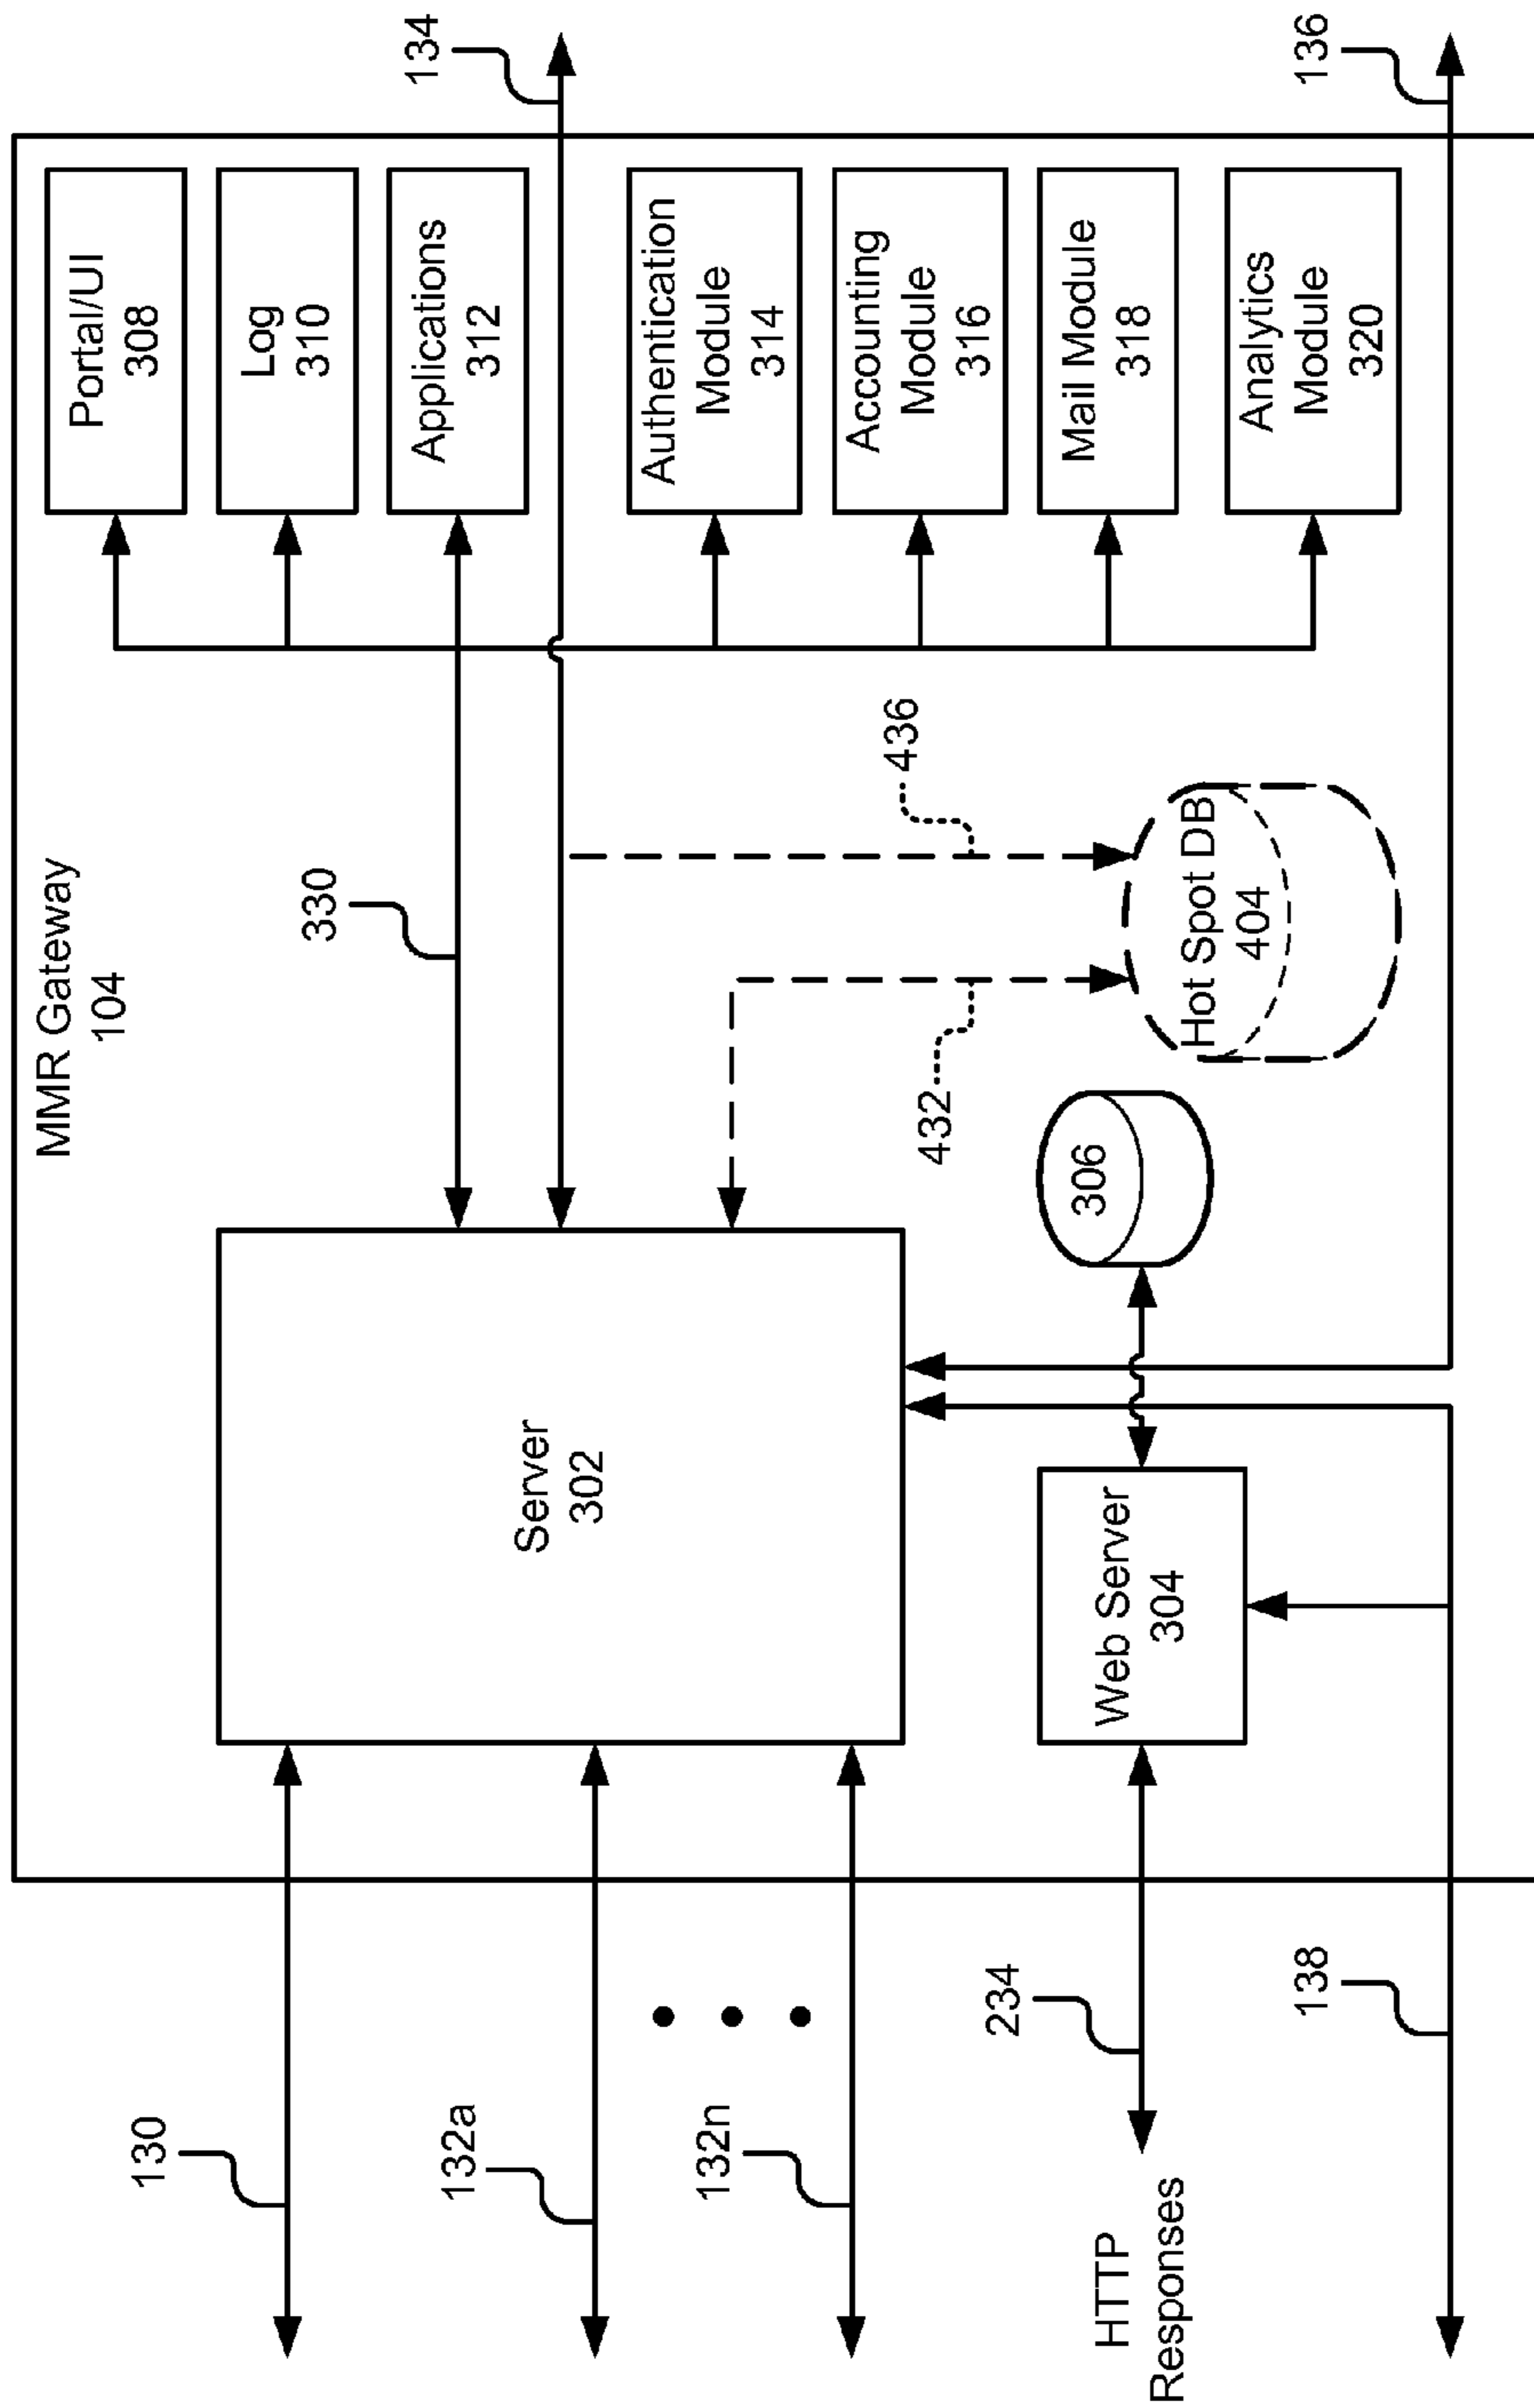 MMR Gateway
104
130
132a
132n
234
HTTP
Responses
138
Server
302
Web Server
304
306
330
432
436
Hot Spot DB
404
Portal/UI
308
Log
310
Applications
312
Authentication
Module
314
Accounting
Module
316
Mail Module
318
Analytics
Module
320
134
136